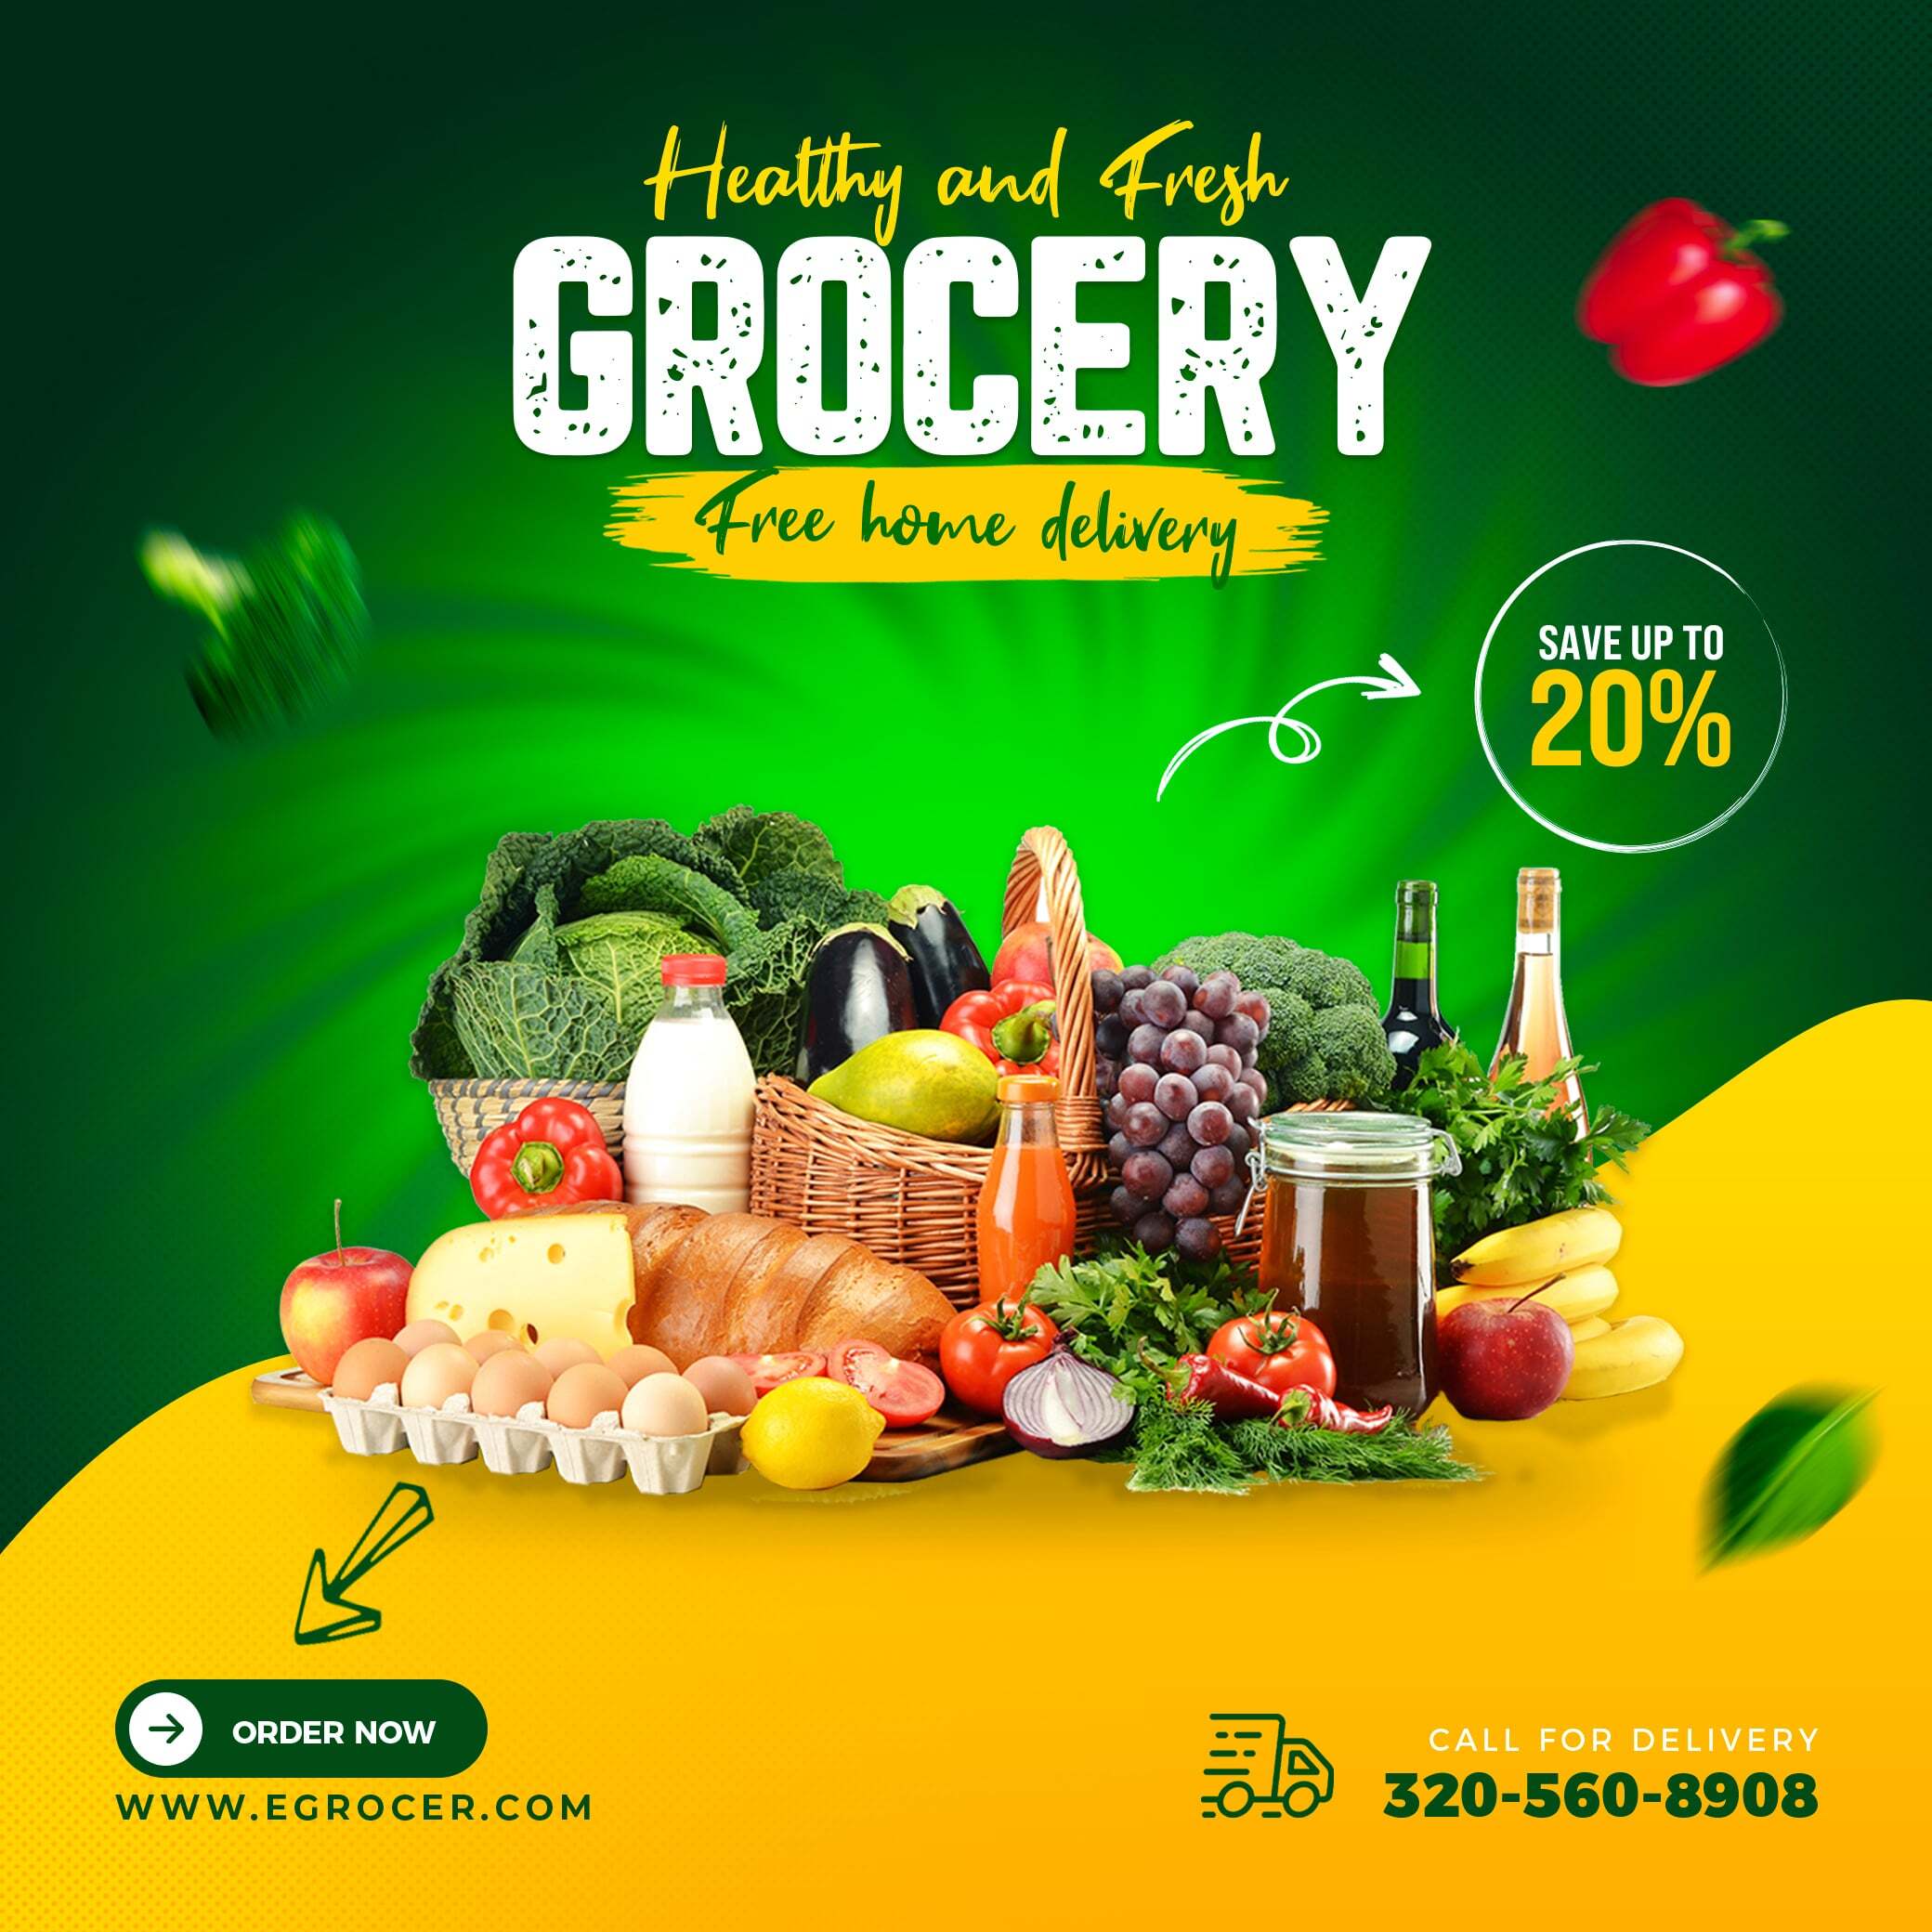 Healthy and Fresh
GROCERY
Free home delivery
SAVE UP TO
20%
ORDER NOW
WWW.EGROCER.COM
CALL FOR DELIVERY
320-560-8908